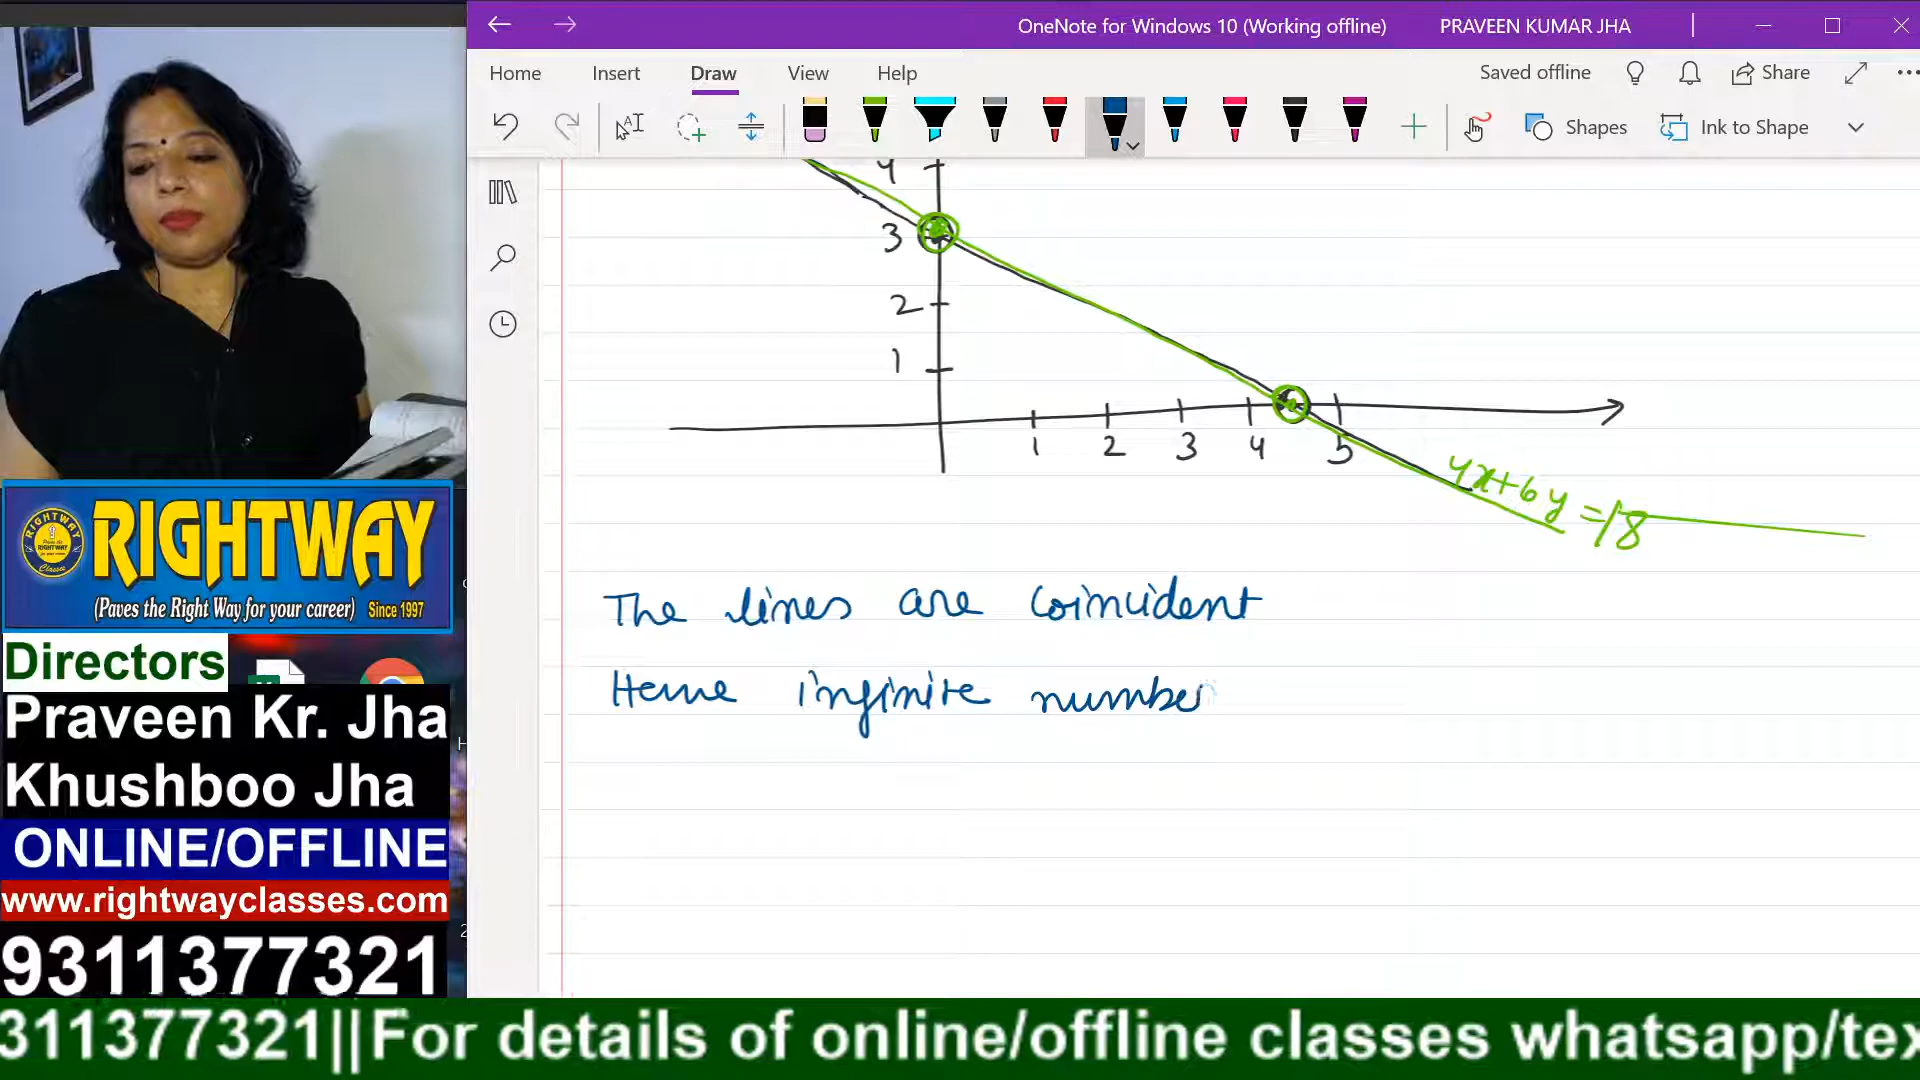 OneNote for Windows 10 (Working offline)
PRAVEEN KUMAR JHA
Home Insert Draw View Help
Saved offline
Share
Shapes
Ink to Shape
4
3
2
1
1 2 3 4 5
4x+6y=18
The lines are coincident
Hence infinite number
RIGHTWAY
Classes
RIGHTWAY
(Paves the Right Way for your career) Since 1997
Directors
Praveen Kr. Jha
Khushboo Jha
ONLINE/OFFLINE
www.rightwayclasses.com
9311377321
311377321||For details of online/offline classes whatsapp/tex